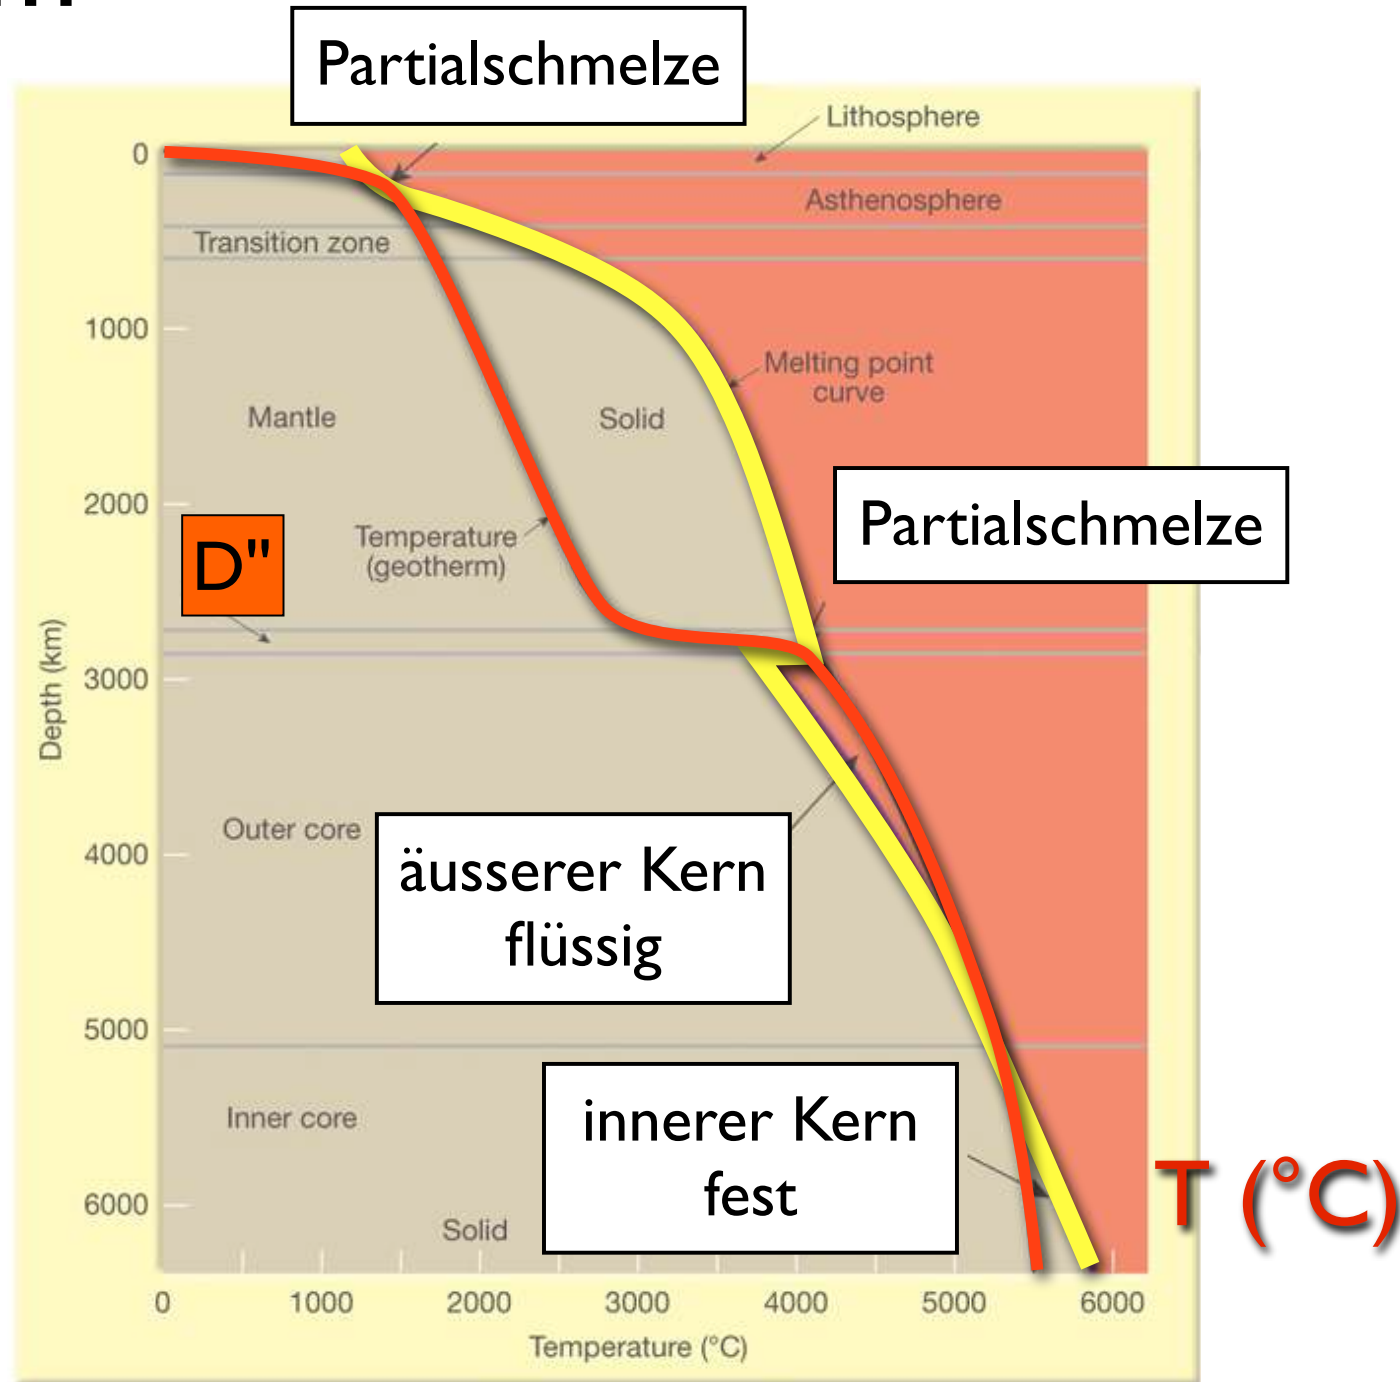 Partialschmelze
Lithosphere
0
Asthenosphere
Transition zone
1000
Melting point
curve
Mantle
Solid
Partialschmelze
2000
Temperature
(geotherm)
D"
Depth (km)
3000
Outer core
4000
äusserer Kern
flüssig
5000
innerer Kern
fest
Inner core
T (°C)
6000
Solid
0 1000 2000 3000 4000 5000 6000
Temperature (°C)